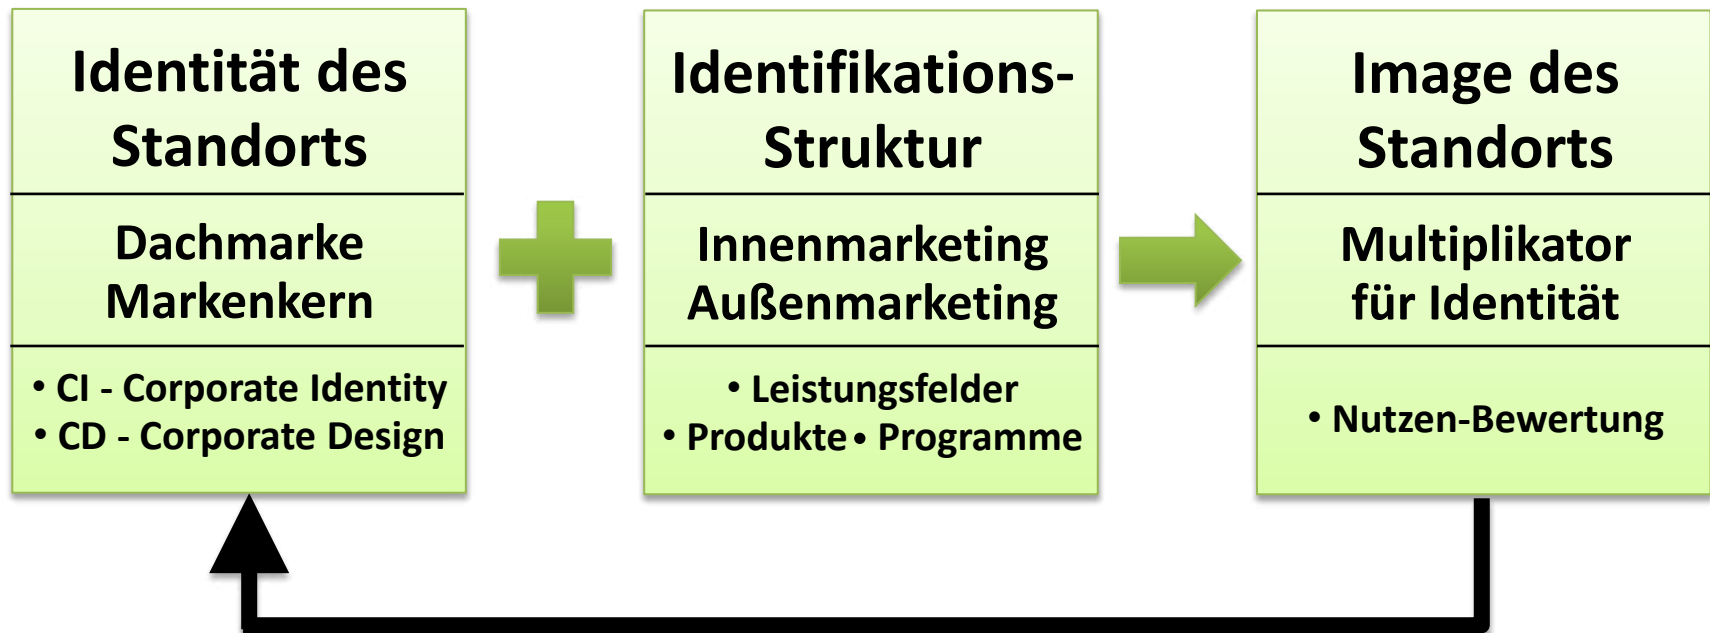 Identität des
Standorts
Dachmarke
Markenkern
• CI - Corporate Identity
• CD - Corporate Design
Identifikations-
Struktur
Innenmarketing
Außenmarketing
• Leistungsfelder
• Produkte • Programme
Image des
Standorts
Multiplikator
für Identität
• Nutzen-Bewertung